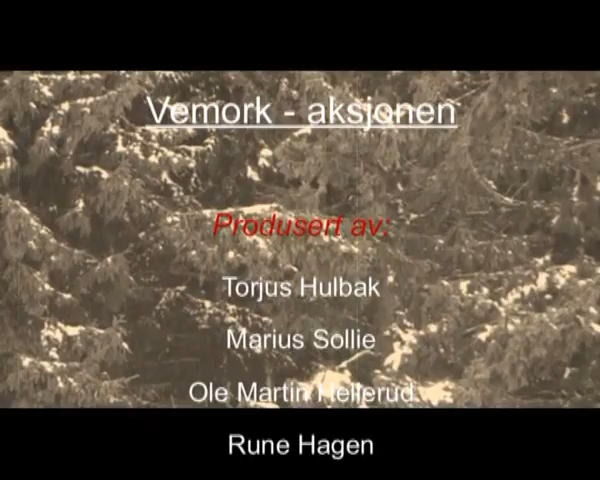 Vemork - aksjonen
Produsert av:
Torjus Hulbak
Marius Sollie
Ole Martin Hellerud
Rune Hagen